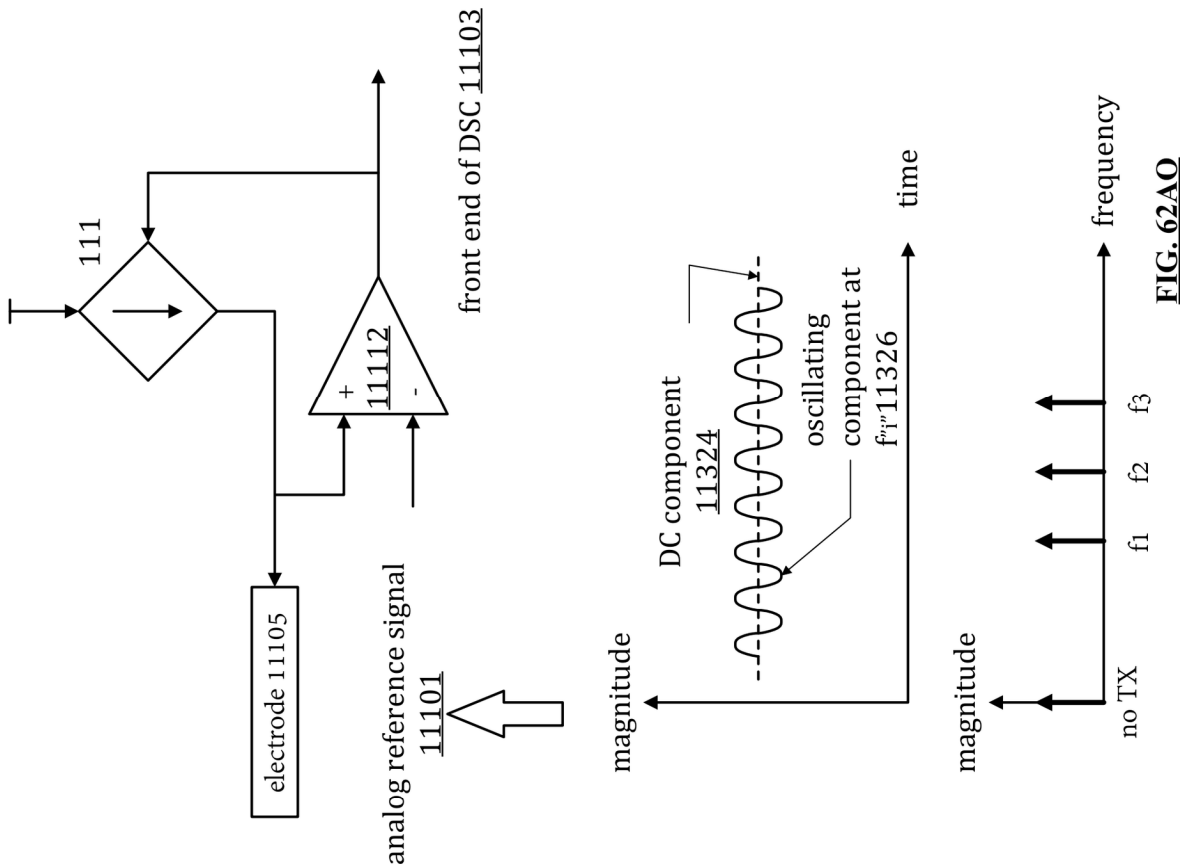 111
+
11112
-
front end of DSC 11103
electrode 11105
analog reference signal
11101
magnitude
DC component
11324
oscillating
component at
f"i"11326
time
magnitude
no TX
f1
f2
f3
frequency
FIG. 62AO